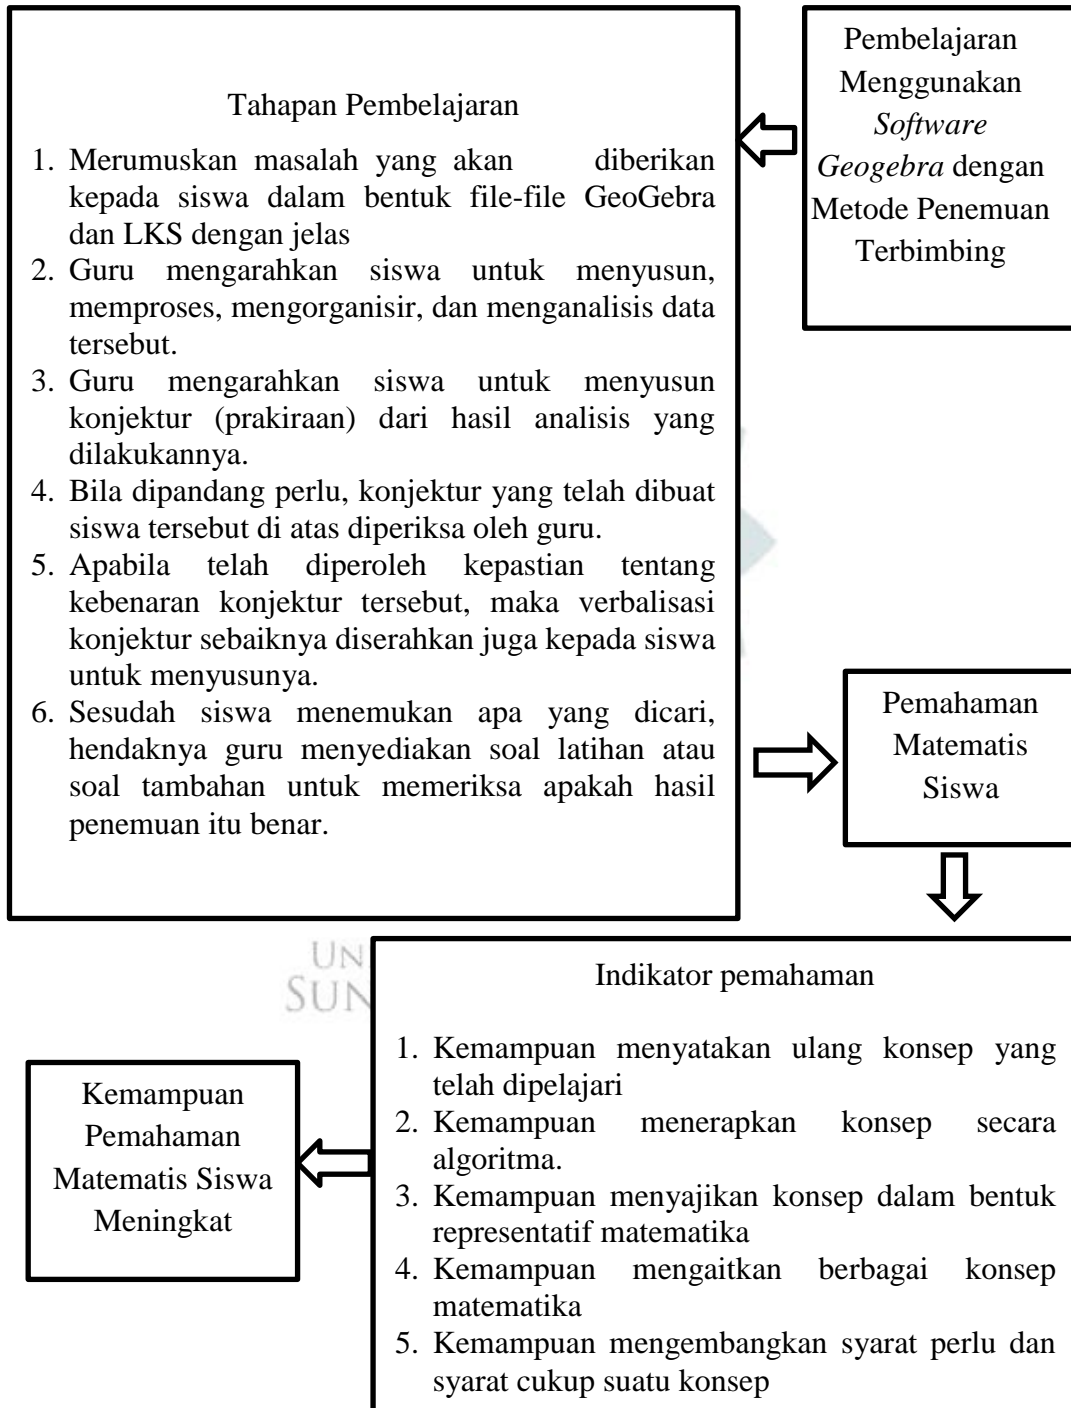 Pembelajaran
Menggunakan
Software
Geogebra dengan
Metode Penemuan
Terbimbing
Tahapan Pembelajaran
1. Merumuskan masalah yang akan diberikan
kepada siswa dalam bentuk file-file GeoGebra
dan LKS dengan jelas
2. Guru mengarahkan siswa untuk menyusun,
memproses, mengorganisir, dan menganalisis data
tersebut.
3. Guru mengarahkan siswa untuk menyusun
konjektur (prakiraan) dari hasil analisis yang
dilakukannya.
4. Bila dipandang perlu, konjektur yang telah dibuat
siswa tersebut di atas diperiksa oleh guru.
5. Apabila telah diperoleh kepastian tentang
kebenaran konjektur tersebut, maka verbalisasi
konjektur sebaiknya diserahkan juga kepada siswa
untuk menyusunya.
6. Sesudah siswa menemukan apa yang dicari,
hendaknya guru menyediakan soal latihan atau
soal tambahan untuk memeriksa apakah hasil
penemuan itu benar.
Pemahaman
Matematis
Siswa
UN
SUN
Indikator pemahaman
1. Kemampuan menyatakan ulang konsep yang
telah dipelajari
2. Kemampuan menerapkan konsep secara
algoritma.
3. Kemampuan menyajikan konsep dalam bentuk
representatif matematika
4. Kemampuan mengaitkan berbagai konsep
matematika
5. Kemampuan mengembangkan syarat perlu dan
syarat cukup suatu konsep
Kemampuan
Pemahaman
Matematis Siswa
Meningkat